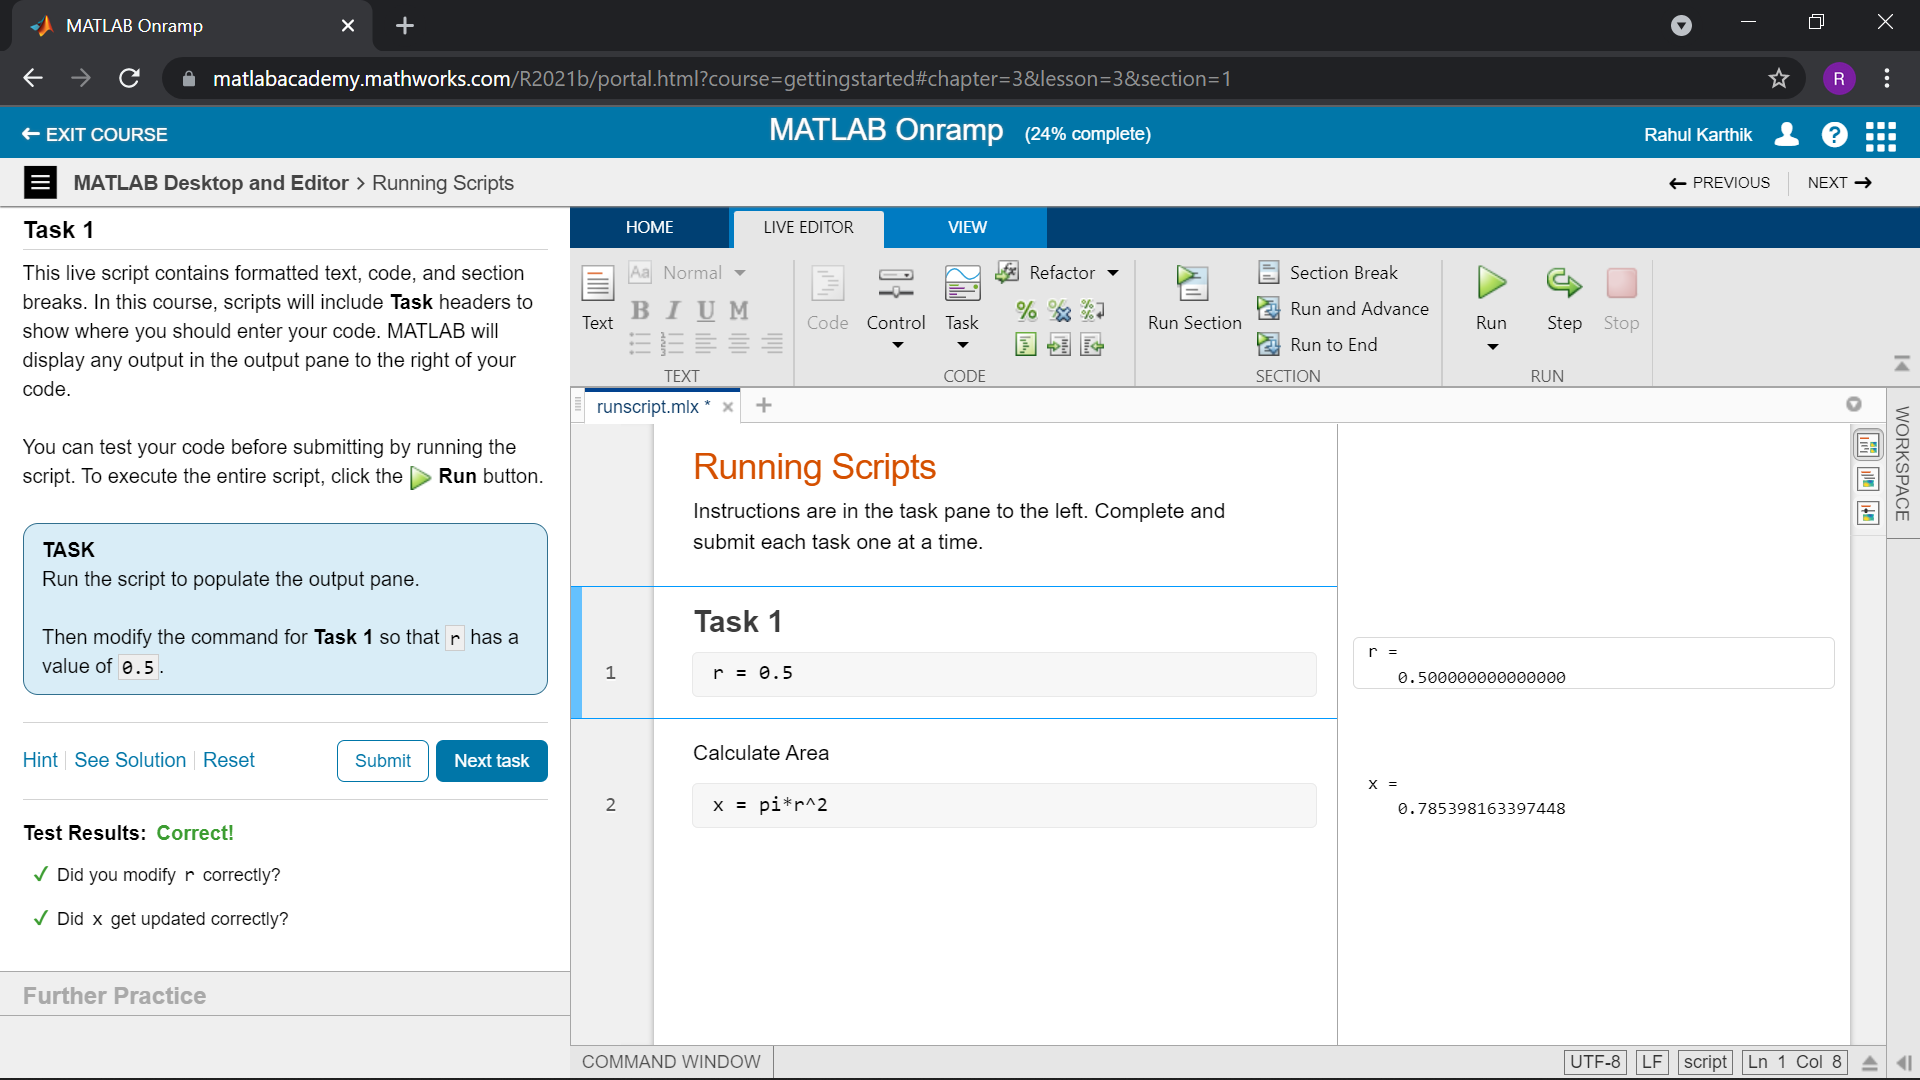 MATLAB Onramp
matlabacademy.mathworks.com/R2021b/portal.html?course=gettingstarted#chapter=3&lesson=3&section=1
R
EXIT COURSE
MATLAB Onramp (24% complete)
Rahul Karthik
?
MATLAB Desktop and Editor > Running Scripts
PREVIOUS
NEXT
Task 1
This live script contains formatted text, code, and section
breaks. In this course, scripts will include Task headers to
show where you should enter your code. MATLAB will
display any output in the output pane to the right of your
code.
You can test your code before submitting by running the
script. To execute the entire script, click the Run button.
TASK
Run the script to populate the output pane.
Then modify the command for Task 1 so that r has a
value of 0.5.
Hint
See Solution
Reset
Submit
Next task
Test Results: Correct!
Did you modify r correctly?
Did x get updated correctly?
Further Practice
HOME
LIVE EDITOR
VIEW
Text
Aa Normal
B I U M
TEXT
Code
Control
Task
Refactor
CODE
Run Section
Section Break
Run and Advance
Run to End
SECTION
Run
Step
Stop
RUN
runscript.mlx *
WORKSPACE
Running Scripts
Instructions are in the task pane to the left. Complete and
submit each task one at a time.
Task 1
1
r = 0.5
r =
0.500000000000000
Calculate Area
2
x = pi*r^2
x =
0.785398163397448
COMMAND WINDOW
UTF-8
LF
script
Ln 1 Col 8